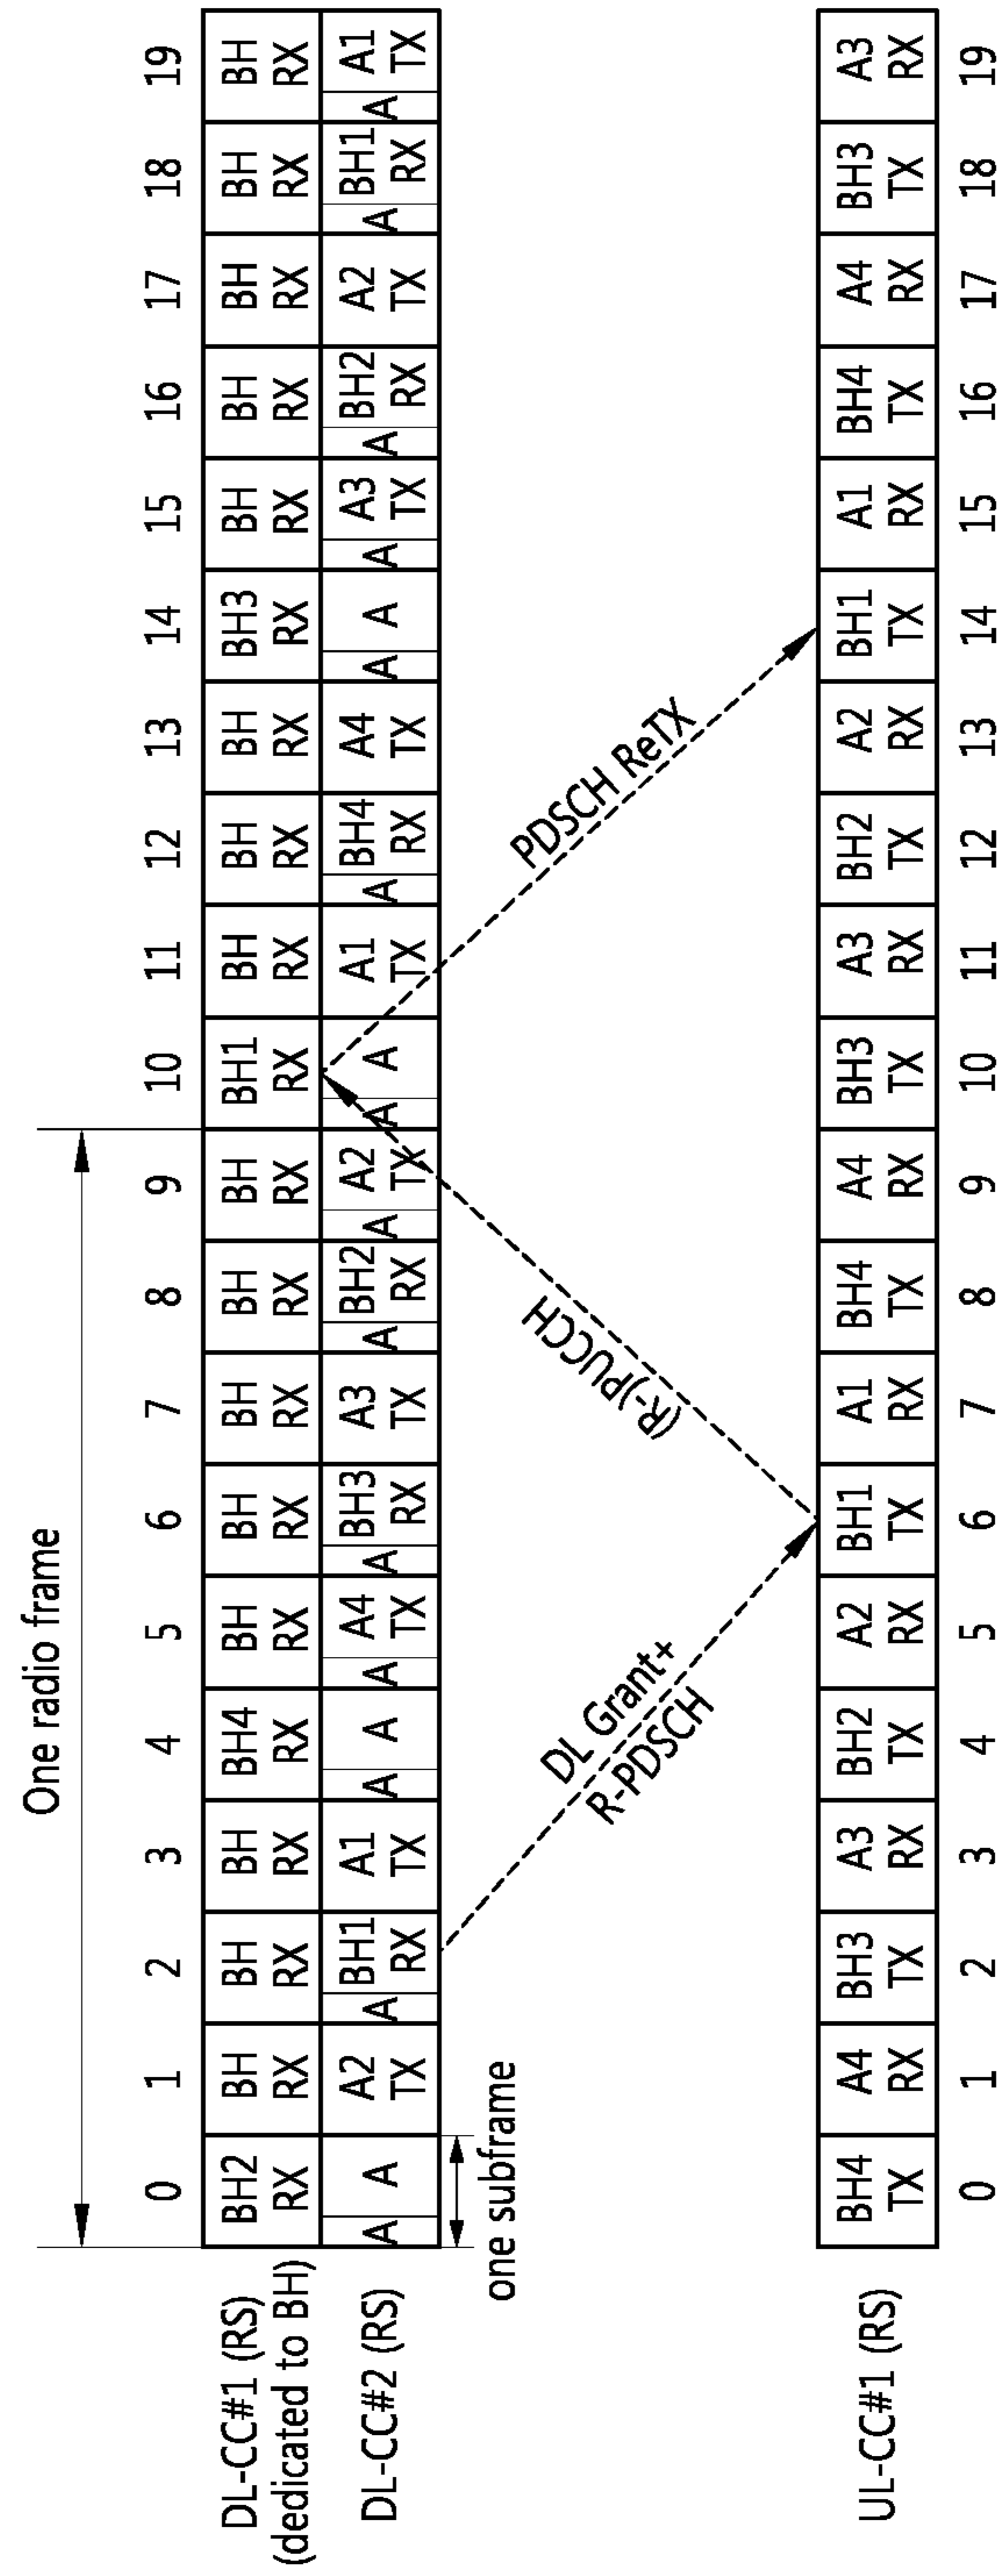 One radio frame
0 1 2 3 4 5 6 7 8 9 10 11 12 13 14 15 16 17 18 19
DL-CC#1 (RS)
(dedicated to BH)
BH2 BH BH BH BH4 BH BH BH BH BH BH1 BH BH BH BH3 BH BH BH BH BH
RX RX RX RX RX RX RX RX RX RX RX RX RX RX RX RX RX RX RX RX
DL-CC#2 (RS)
A A A2 A BH1 A1 A A A A4 A BH3 A3 A BH2 A A2 A A A1 A BH4 A4 A A A A3 A BH2 A2 A BH1 A A1
TX RX TX TX RX TX RX TX TX RX TX TX RX TX RX TX
one subframe
DL Grant+
R-PDSCH
(R-)PUCCH
PDSCH ReTX
UL-CC#1 (RS)
BH4 A4 BH3 A3 BH2 A2 BH1 A1 BH4 A4 BH3 A3 BH2 A2 BH1 A1 BH4 A4 BH3 A3
TX RX TX RX TX RX TX RX TX RX TX RX TX RX TX RX TX RX TX RX
0 1 2 3 4 5 6 7 8 9 10 11 12 13 14 15 16 17 18 19